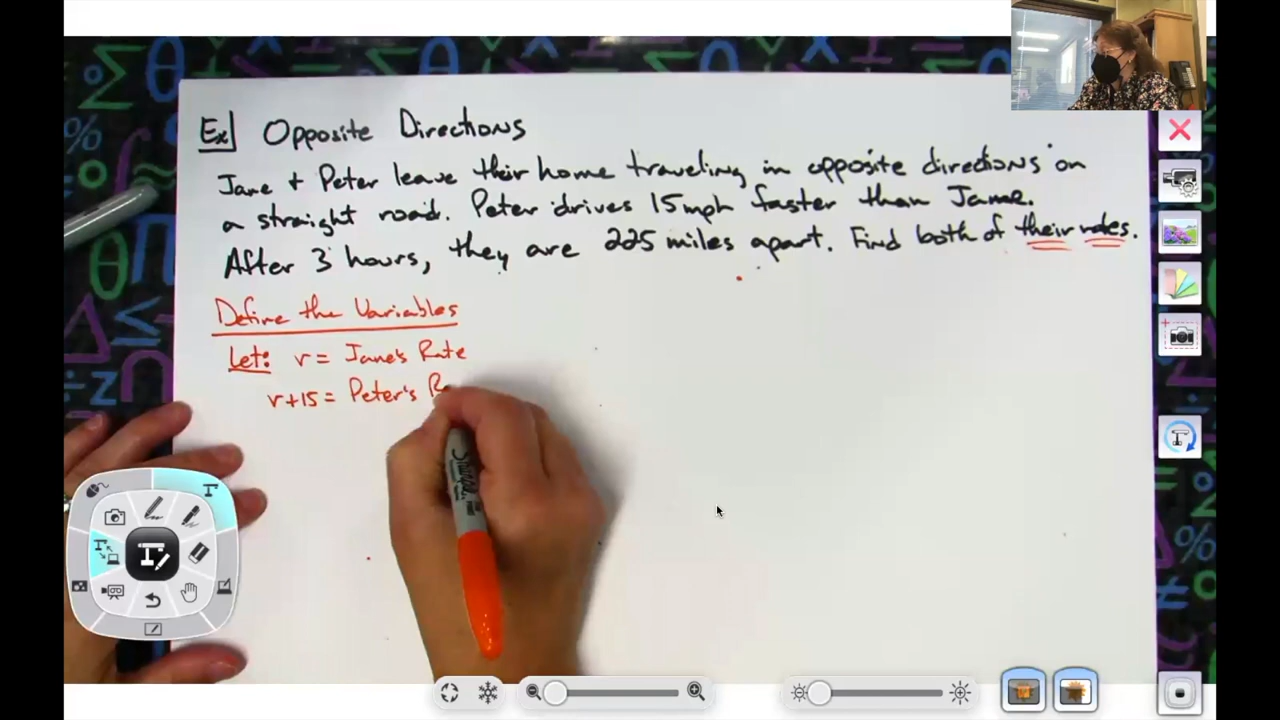 Ex Opposite Directions
Jane + Peter leave their home traveling in opposite directions on
a straight road. Peter drives 15mph faster than Jane.
After 3 hours, they are 225 miles apart. Find both of their rates.
Define the Variables
Let: r = Jane's Rate
r+15 = Peter's R
Sharpie